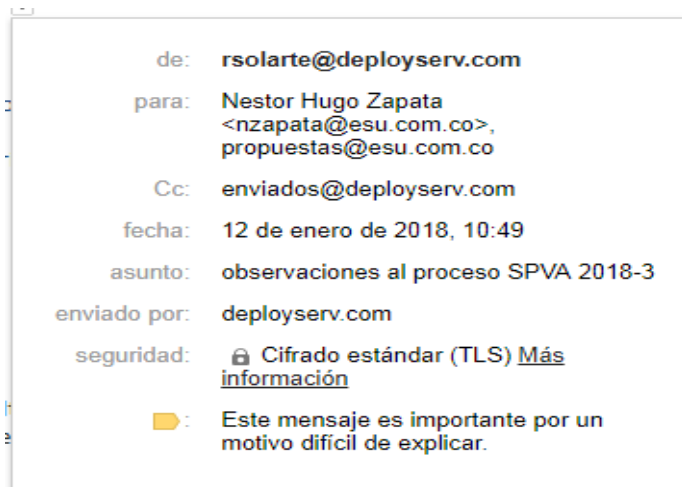 de: rsolarte@deployserv.com
para: Nestor Hugo Zapata
<nzapata@esu.com.co>,
propuestas@esu.com.co
Cc: enviados@deployserv.com
fecha: 12 de enero de 2018, 10:49
asunto: observaciones al proceso SPVA 2018-3
enviado por: deployserv.com
seguridad: Cifrado estándar (TLS) Más
información
: Este mensaje es importante por un
motivo difícil de explicar.